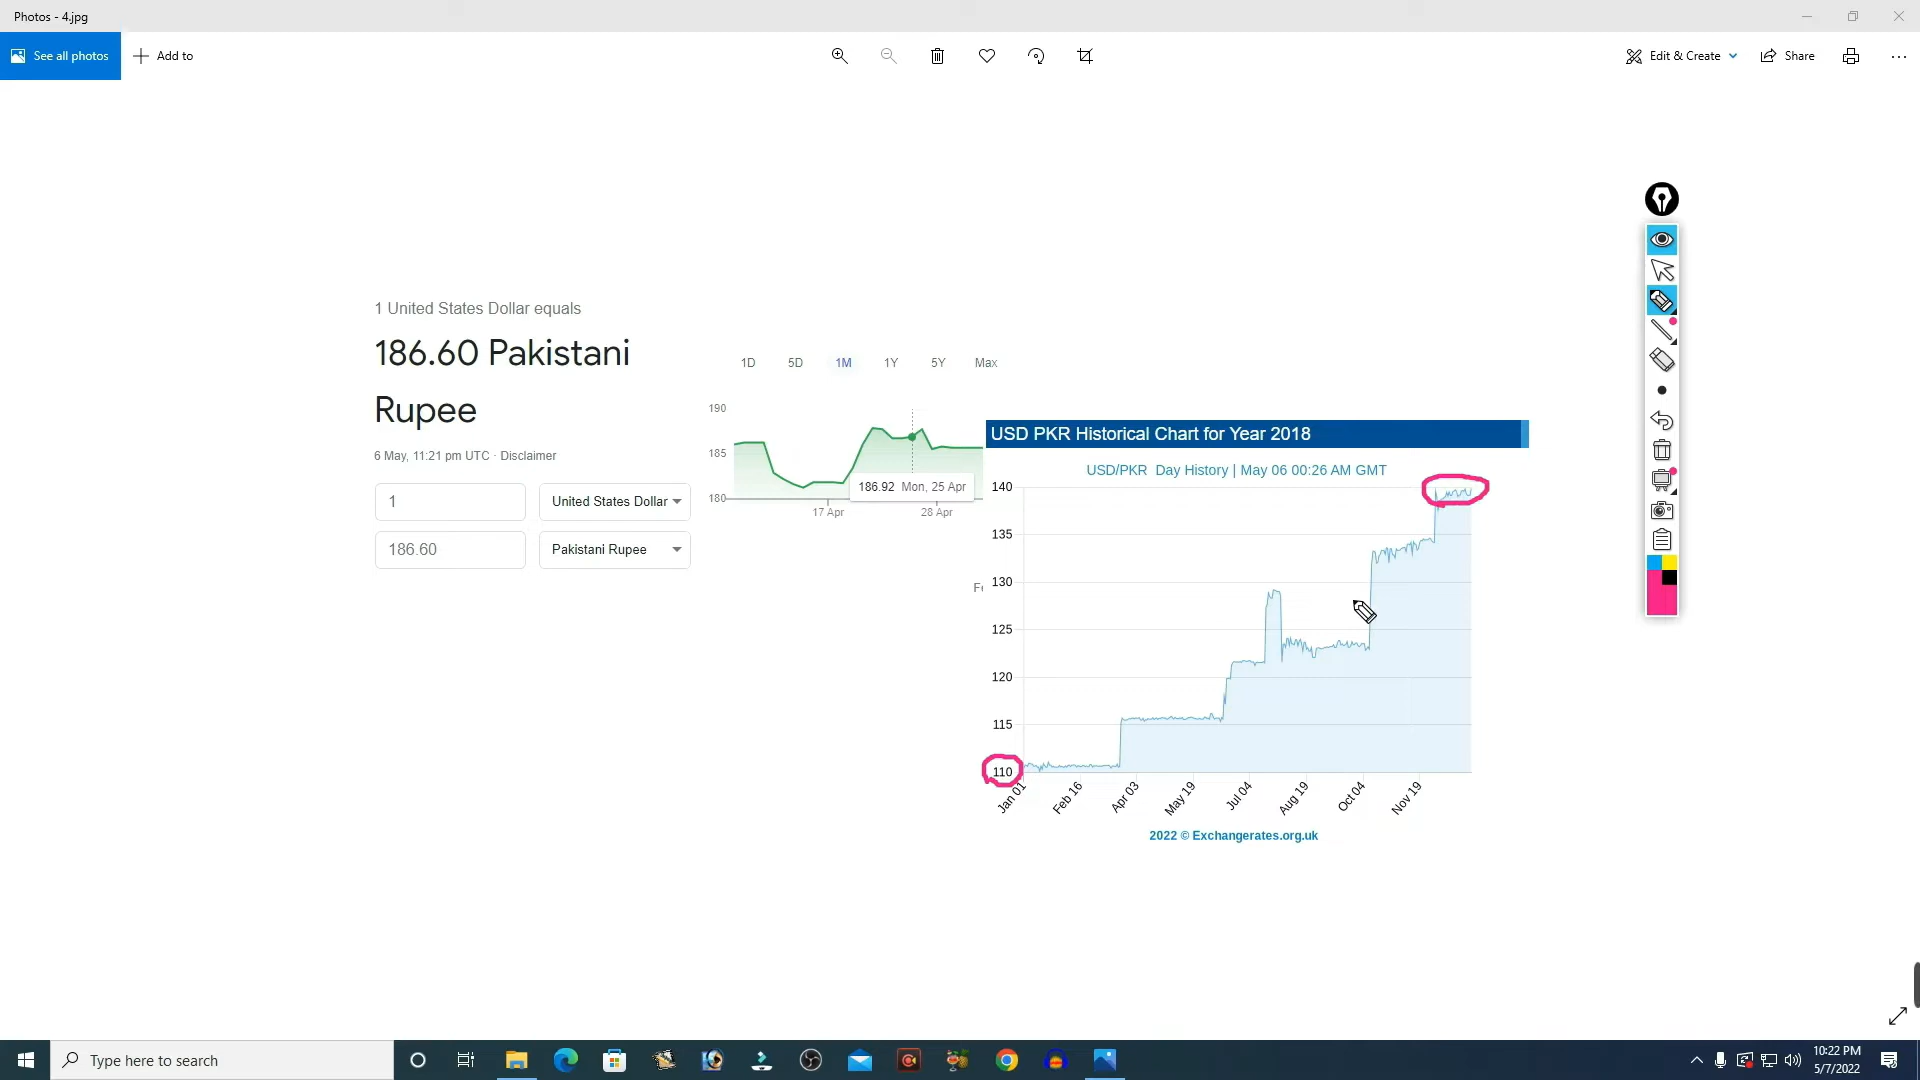 Photos - 4.jpg
See all photos
Add to
Edit & Create
Share
1 United States Dollar equals
186.60 Pakistani
Rupee
6 May, 11:21 pm UTC · Disclaimer
1
United States Dollar
186.60
Pakistani Rupee
1D 5D 1M 1Y 5Y Max
190
185
180
186.92 Mon, 25 Apr
17 Apr 28 Apr
USD PKR Historical Chart for Year 2018
USD/PKR Day History | May 06 00:26 AM GMT
140
135
130
125
120
115
110
Jan 01 Feb 16 Apr 03 May 19 Jul 04 Aug 19 Oct 04 Nov 19
2022 © Exchangerates.org.uk
Type here to search
10:22 PM
5/7/2022